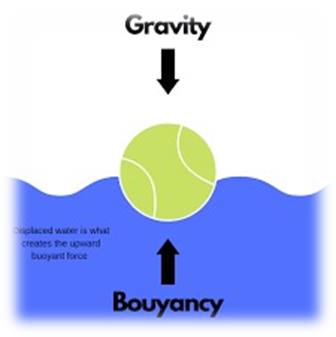 Gravity
Displaced water is what
creates the upward
buoyant force
Bouyancy